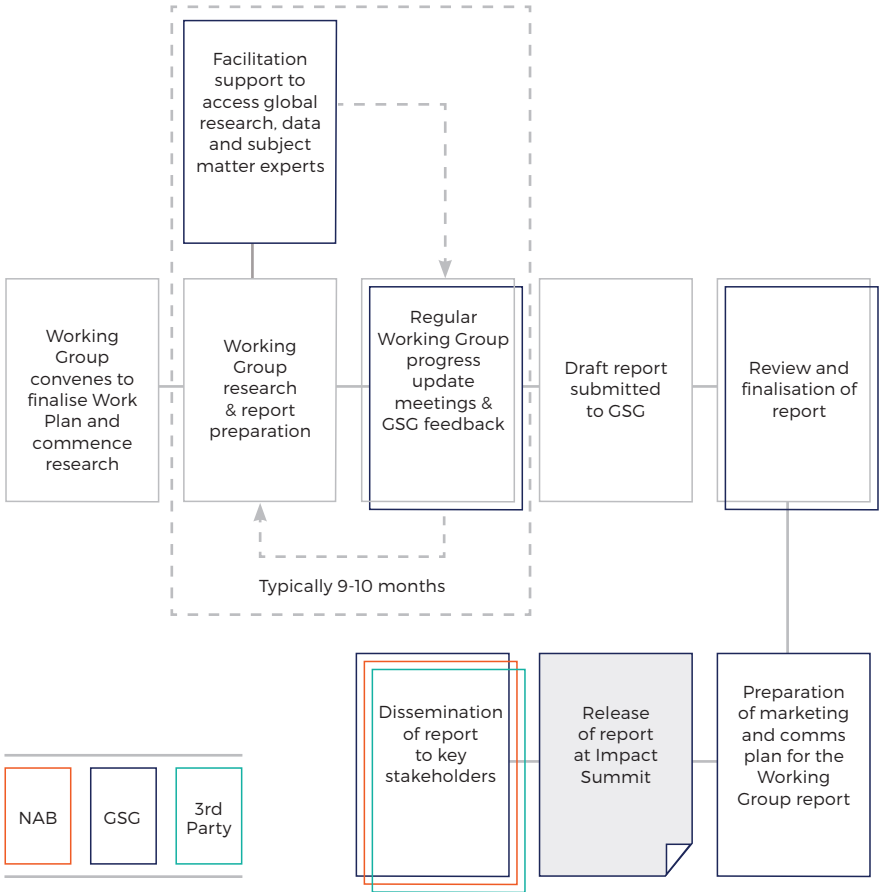 Facilitation
support to
access global
research, data
and subject
matter experts
Working
Group
convenes to
finalise Work
Plan and
commence
research
Working
Group
research
& report
preparation
Regular
Working Group
progress
update
meetings &
GSG feedback
Draft report
submitted
to GSG
Review and
finalisation of
report
Typically 9-10 months
Preparation
of marketing
and comms
plan for the
Working
Group report
Release
of report
at Impact
Summit
Dissemination
of report
to key
stakeholders
NAB
GSG
3rd
Party